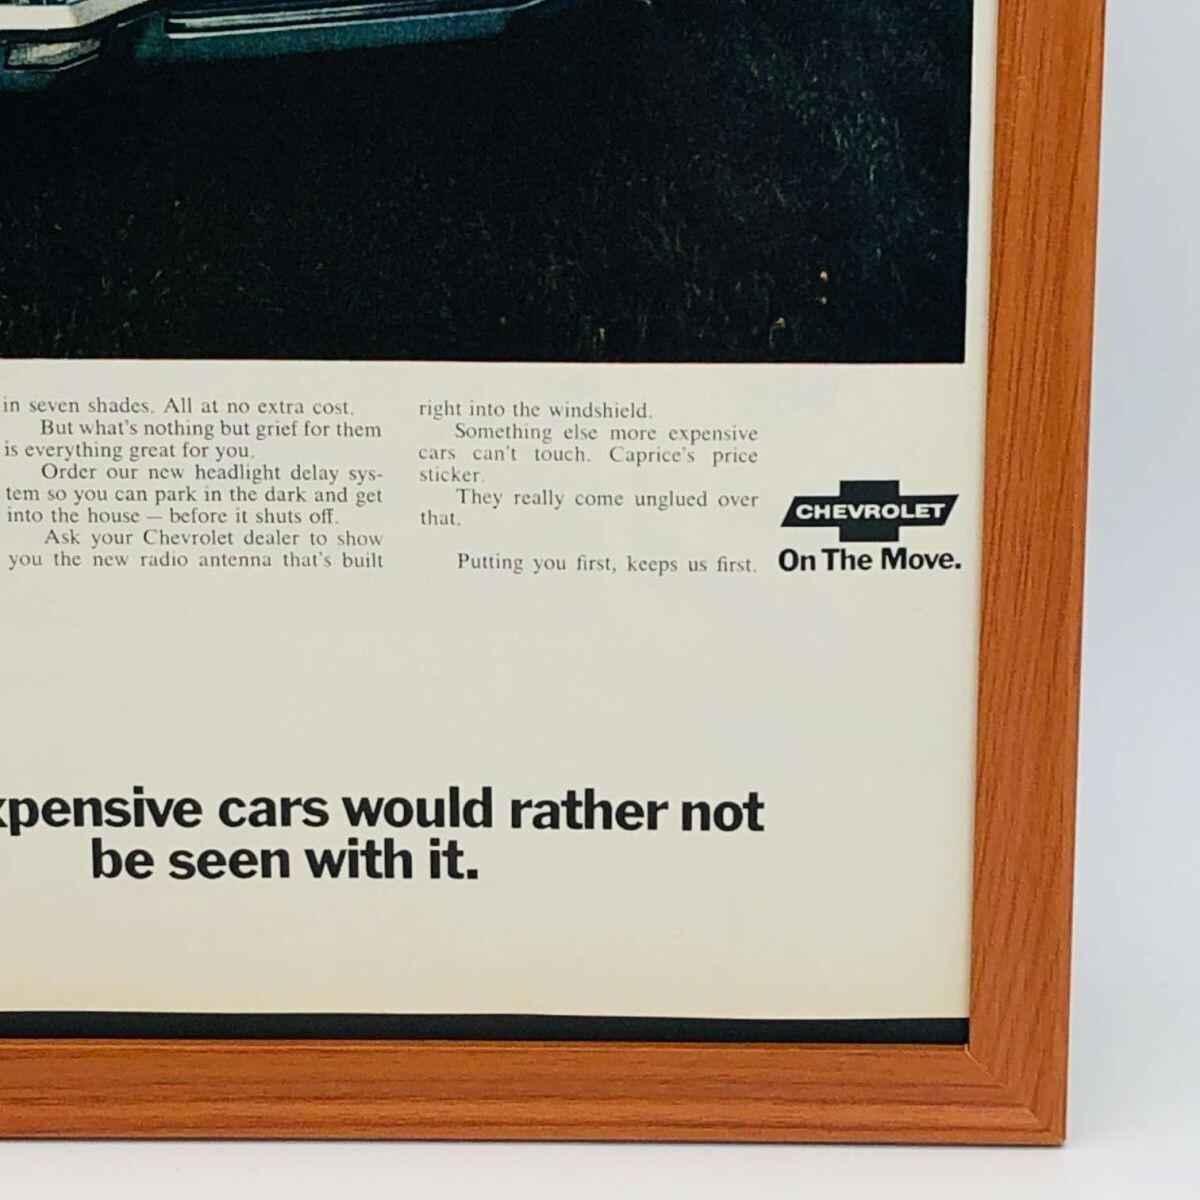 in seven shades. All at no extra cost.
But what's nothing but grief for them
is everything great for you.
Order our new headlight delay sys-
tem so you can park in the dark and get
into the house — before it shuts off.
Ask your Chevrolet dealer to show
you the new radio antenna that's built
right into the windshield.
Something else more expensive
cars can't touch. Caprice's price
sticker.
They really come unglued over
that.
Putting you first, keeps us first.
CHEVROLET
On The Move.
xpensive cars would rather not
be seen with it.